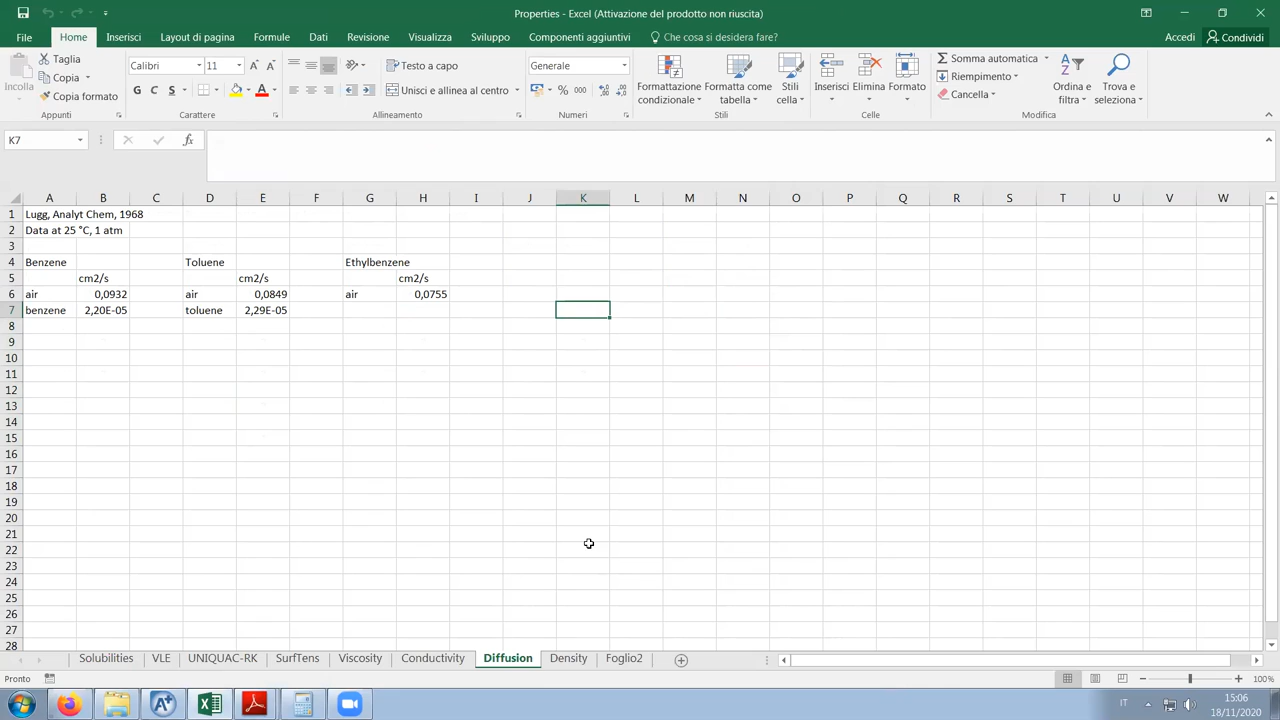 Properties - Excel (Attivazione del prodotto non riuscita)
File Home Inserisci Layout di pagina Formule Dati Revisione Visualizza Sviluppo Componenti aggiuntivi Che cosa si desidera fare? Accedi Condividi
Incolla
Taglia
Copia
Copia formato
Appunti
Calibri 11
G C S
Carattere
Testo a capo
Unisci e allinea al centro
Allineamento
Generale
% 000
Numeri
Formattazione condizionale
Formatta come tabella
Stili cella
Stili
Inserisci Elimina Formato
Celle
Somma automatica
Riempimento
Cancella
Ordina e filtra
Trova e seleziona
Modifica
K7 fx
A B C D E F G H I J K L M N O P Q R S T U V W
1 Lugg, Analyt Chem, 1968
2 Data at 25 °C, 1 atm
3
4 Benzene Toluene Ethylbenzene
5 cm2/s cm2/s cm2/s
6 air 0,0932 air 0,0849 air 0,0755
7 benzene 2,20E-05 toluene 2,29E-05
8
9
10
11
12
13
14
15
16
17
18
19
20
21
22
23
24
25
26
27
28
Solubilities VLE UNIQUAC-RK SurfTens Viscosity Conductivity Diffusion Density Foglio2
Pronto 100%
IT 15:06
18/11/2020